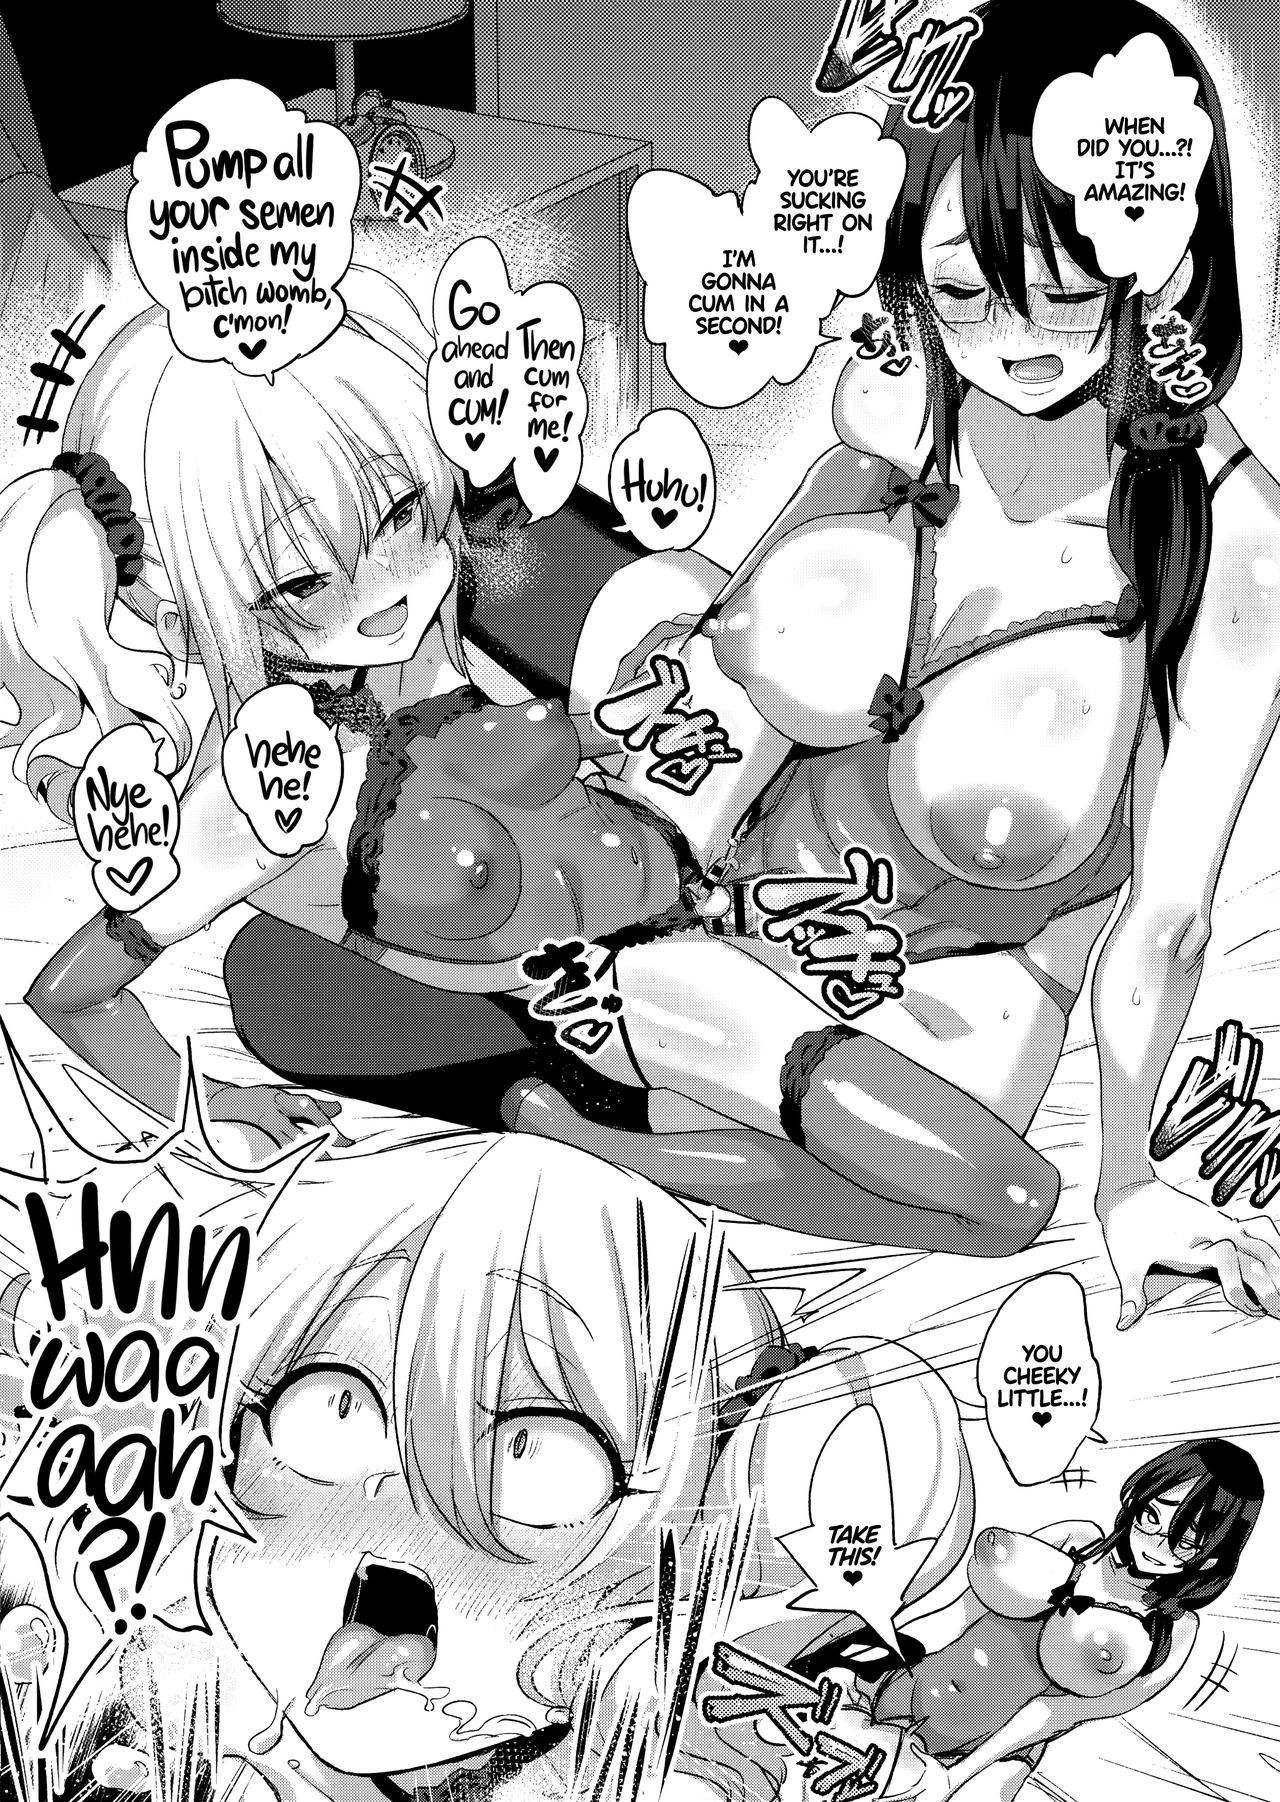 WHEN
DID YOU...?!
IT'S
AMAZING!
♥
YOU'RE
SUCKING
RIGHT ON
IT...!
I'M
GONNA
CUM IN A
SECOND!
♥
Huhu!
♥
Then
cum
for
me!
♥
Go
ahead
and
CUM!
♥
Pump all
your semen
inside my
bitch womb,
c'mon!
♥
hehe
he!
♡
Nye
hehe!
♡
YOU
CHEEKY
LITTLE...!
♥
TAKE
THIS!
♥
Hnn
waa
aah
?!